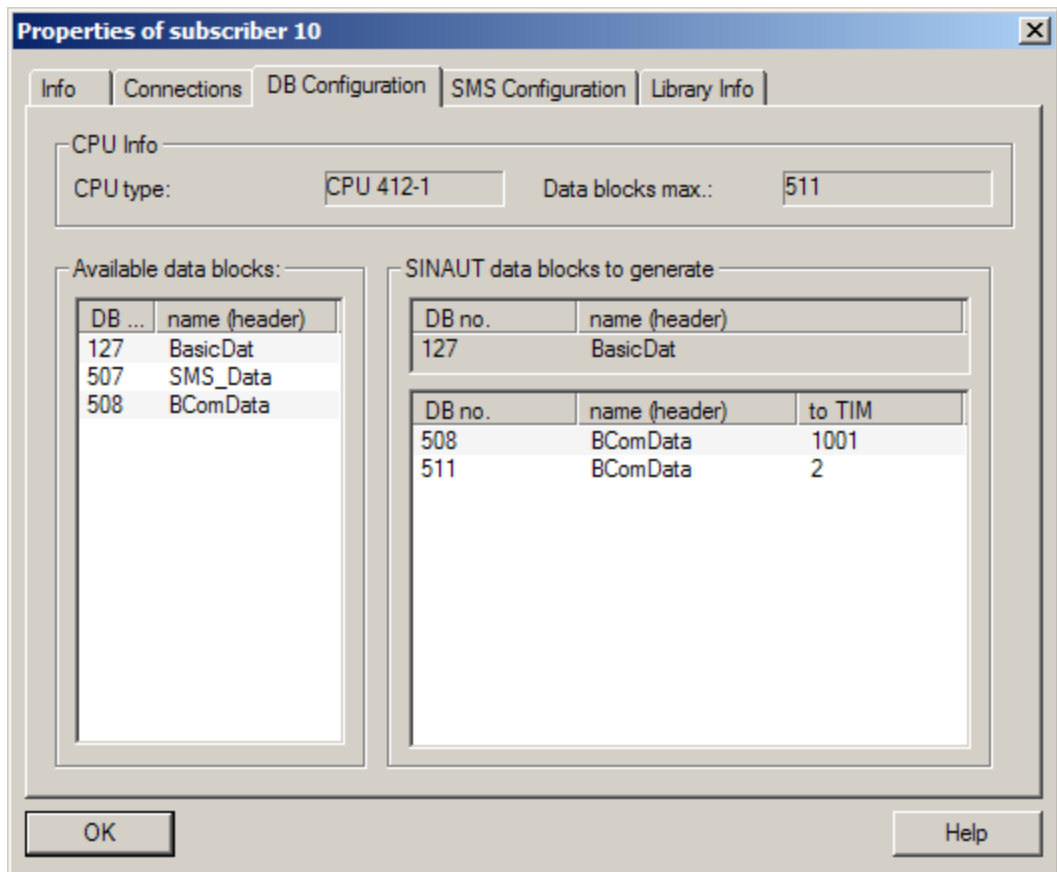 Properties of subscriber 10
Info Connections DB Configuration SMS Configuration Library Info
CPU Info
CPU type: CPU 412-1 Data blocks max.: 511
Available data blocks:
DB ... name (header)
127 BasicDat
507 SMS_Data
508 BComData
SINAUT data blocks to generate
DB no. name (header)
127 BasicDat
DB no. name (header) to TIM
508 BComData 1001
511 BComData 2
OK Help